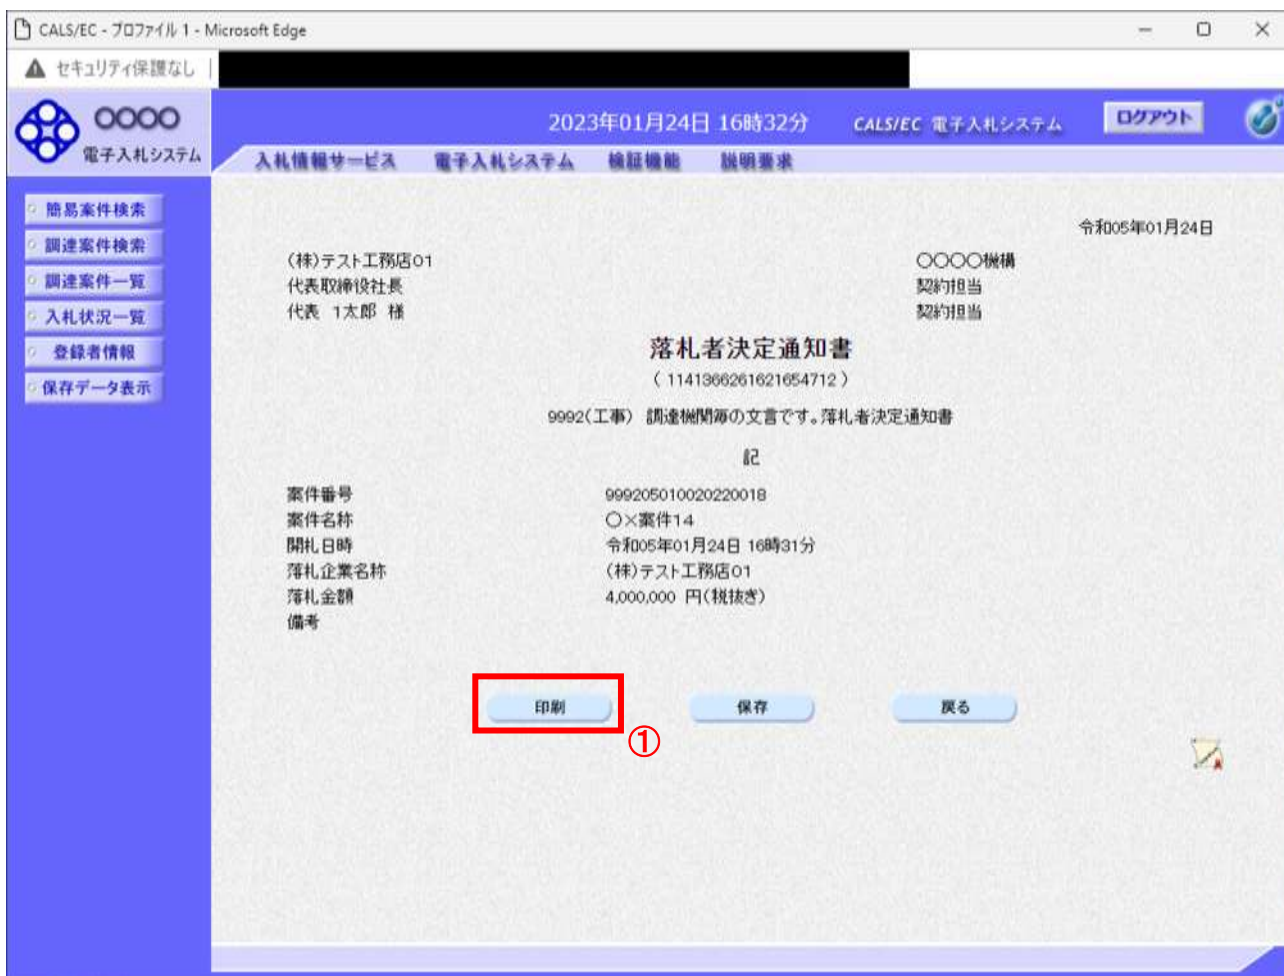 CALS/EC - プロファイル 1 - Microsoft Edge
セキュリティ保護なし
○○○○
電子入札システム
2023年01月24日 16時32分
CALS/EC 電子入札システム
ログアウト
入札情報サービス 電子入札システム 検証機能 説明要求
簡易案件検索
調達案件検索
調達案件一覧
入札状況一覧
登録者情報
保存データ表示
令和05年01月24日
(株)テスト工務店01
代表取締役社長
代表 1太郎 様
○○○○機構
契約担当
契約担当
落札者決定通知書
( 1141366261621654712 )
9992(工事) 調達機関毎の文言です。落札者決定通知書
記
案件番号 999205010020220018
案件名称 ○×案件14
開札日時 令和05年01月24日 16時31分
落札企業名称 (株)テスト工務店01
落札金額 4,000,000 円(税抜き)
備考
印刷 保存 戻る
①